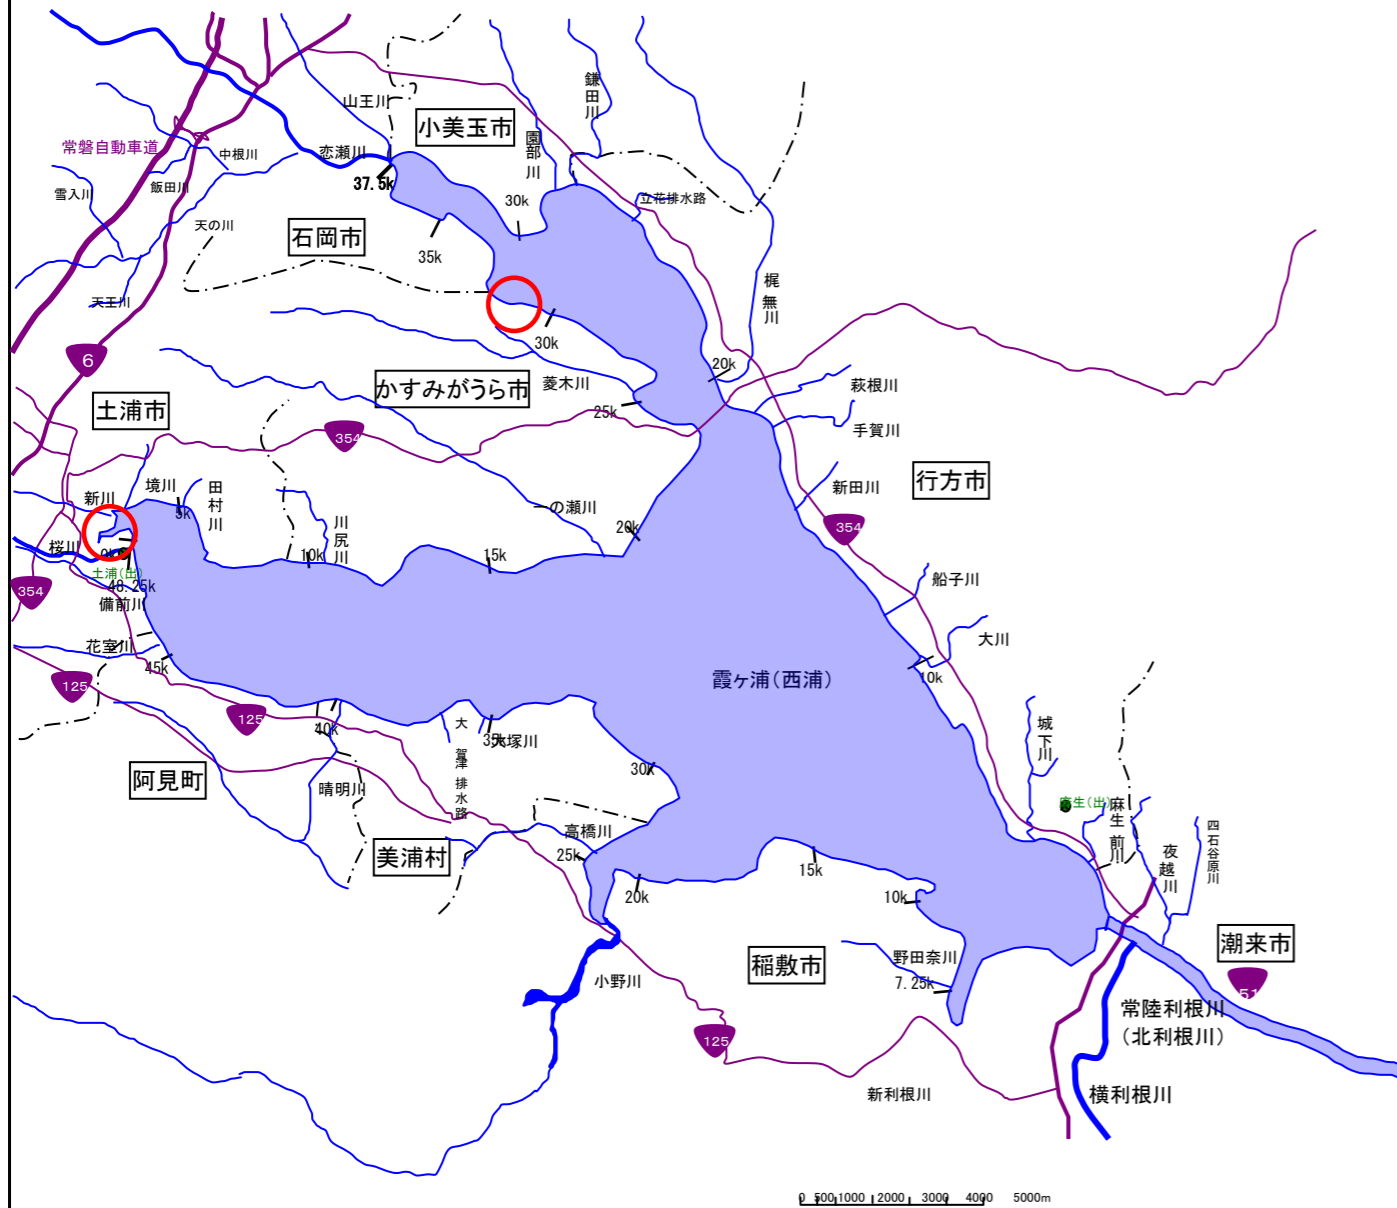 鎌田川
山王川
小美玉市
園部川
常磐自動車道
中根川
恋瀬川
37.5k
飯田川
雪入川
30k
立花排水路
天の川
石岡市
35k
梶無川
天王川
30k
6
20k
菱木川
萩根川
かすみがうら市
土浦市
25k
354
手賀川
行方市
新田川
境川
田村川
新川
5k
一の瀬川
川尻川
20k
354
桜川
0k
10k
15k
土浦(出)
48.25k
船子川
354
備前川
花室川
大川
45k
10k
霞ヶ浦(西浦)
125
125
40k
大賀津排水路
35k
大塚川
城下川
30k
阿見町
晴明川
麻生(出)
麻生前川
四石谷原川
高橋川
美浦村
25k
夜越川
15k
20k
10k
潮来市
野田奈川
稲敷市
7.25k
小野川
51
常陸利根川
(北利根川)
125
新利根川
横利根川
0 500 1000 2000 3000 4000 5000m